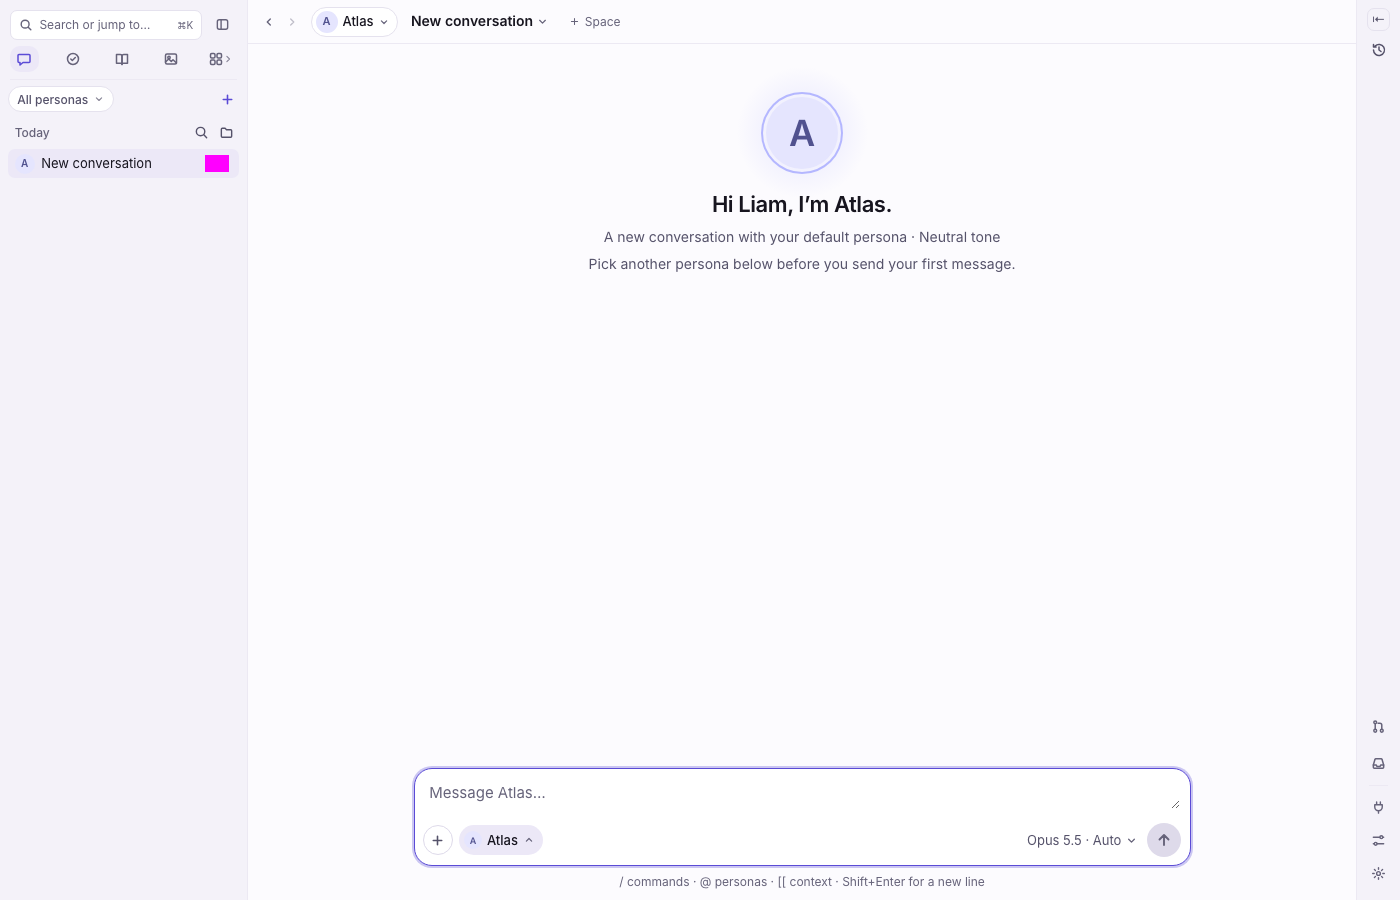 Search or jump to... ⌘K
All personas
Today
A New conversation
A Atlas New conversation + Space
A
Hi Liam, I’m Atlas.
A new conversation with your default persona · Neutral tone
Pick another persona below before you send your first message.
Message Atlas...
A Atlas Opus 5.5 · Auto
/ commands · @ personas · [[ context · Shift+Enter for a new line